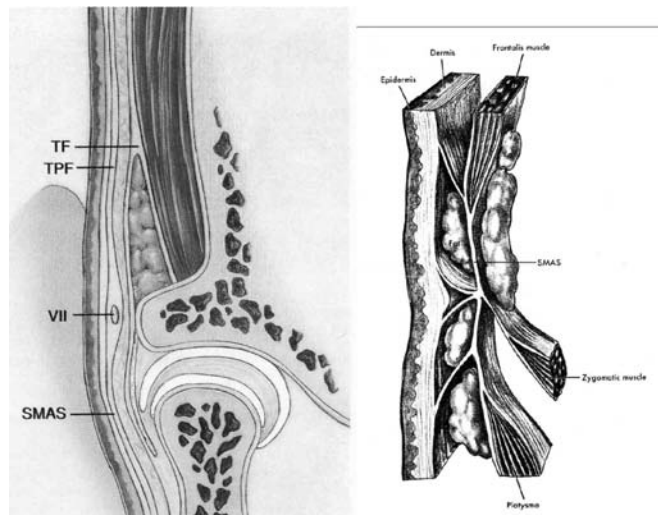 TF
TPF
VII
SMAS
Dermis
Frontalis muscle
Epidermis
SMAS
Zygomatic muscle
Platysma